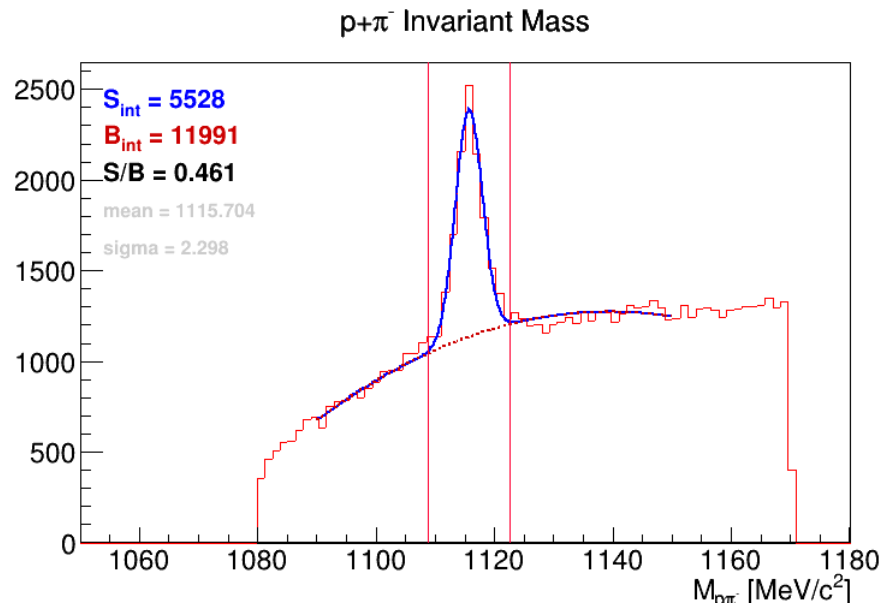 p+π⁻ Invariant Mass
2500
2000
1500
1000
500
0
S_int = 5528
B_int = 11991
S/B = 0.461
mean = 1115.704
sigma = 2.298
1060 1080 1100 1120 1140 1160 1180
M_pπ⁻ [MeV/c²]